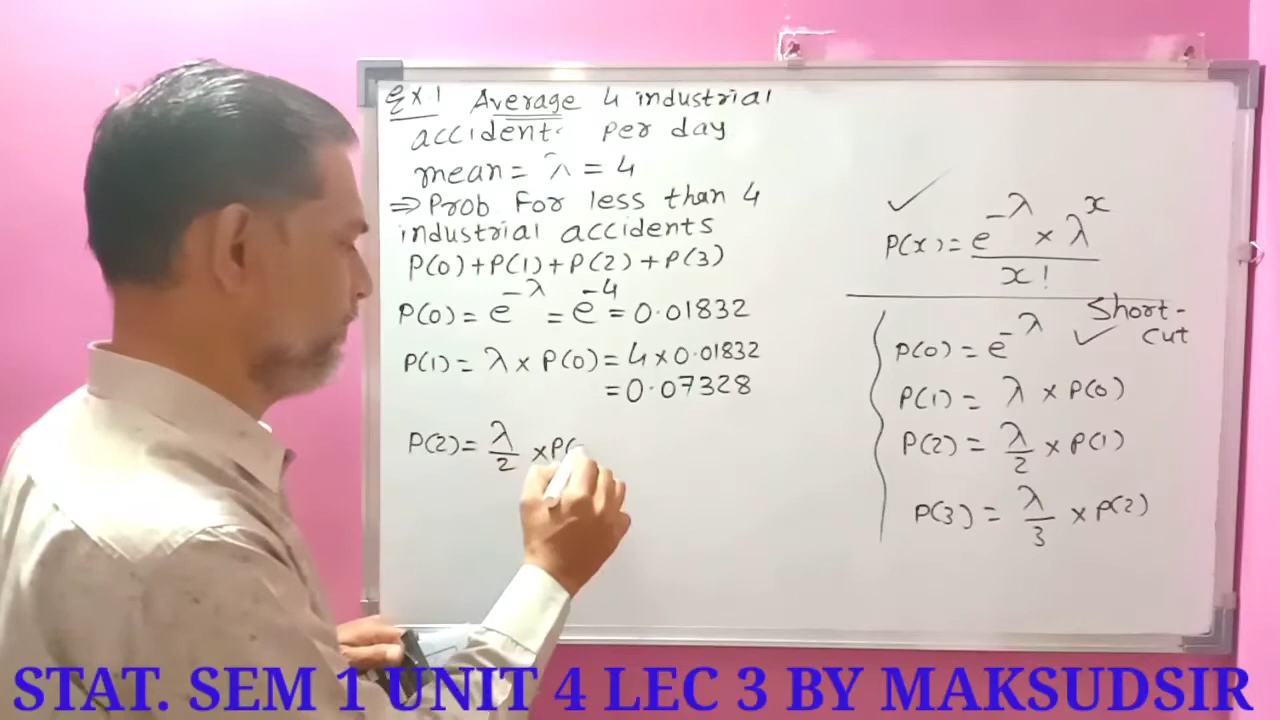 Ex.1 Average 4 industrial
accident. per day
mean = λ = 4
⇒ Prob For less than 4
industrial accidents
P(0)+P(1)+P(2)+P(3)
P(0) = e^-λ = e^-4 = 0.01832
P(1) = λ × P(0) = 4 × 0.01832
= 0.07328
P(2) = λ/2 × P(
✓
P(x) = e^-λ × λ^x / x!
Short-cut
P(0) = e^-λ ✓
P(1) = λ × P(0)
P(2) = λ/2 × P(1)
P(3) = λ/3 × P(2)
STAT. SEM 1 UNIT 4 LEC 3 BY MAKSUDSIR